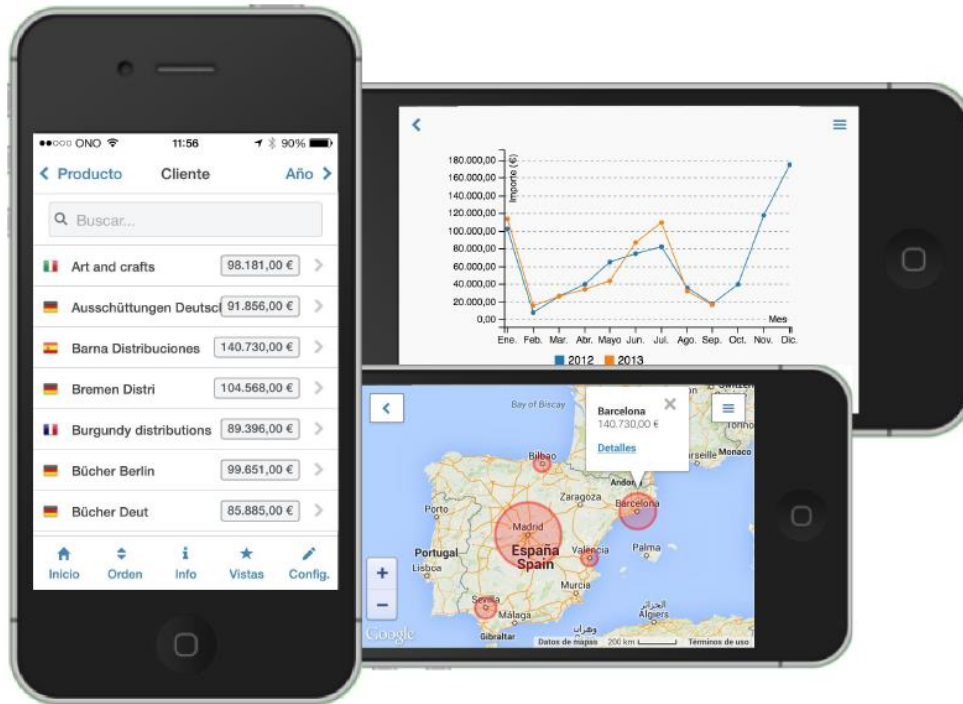 ONO 11:56 90%
Producto Cliente Año
Buscar...
Art and crafts 98.181,00 €
Ausschüttungen Deutscl 91.856,00 €
Barna Distribuciones 140.730,00 €
Bremen Distri 104.568,00 €
Burgundy distributions 89.396,00 €
Bücher Berlin 99.651,00 €
Bücher Deut 85.885,00 €
Inicio Orden Info Vistas Config.
Importe (€)
180.000,00
160.000,00
140.000,00
120.000,00
100.000,00
80.000,00
60.000,00
40.000,00
20.000,00
0,00
Mes
Ene. Feb. Mar. Abr. Mayo Jun. Jul. Ago. Sep. Oct. Nov. Dic.
2012 2013
Bay of Biscay
Barcelona
140.730,00 €
Detalles
Monaco
Bilbao
Andor
Zaragoza
Barcelona
Porto
Madrid
Portugal
España
Spain
Valencia
Palma
Lisboa
Murcia
Sevilla
Málaga
الجزائر
Algiers
Gibraltar
وهران
+
−
Google
Datos de mapas 200 km Términos de uso